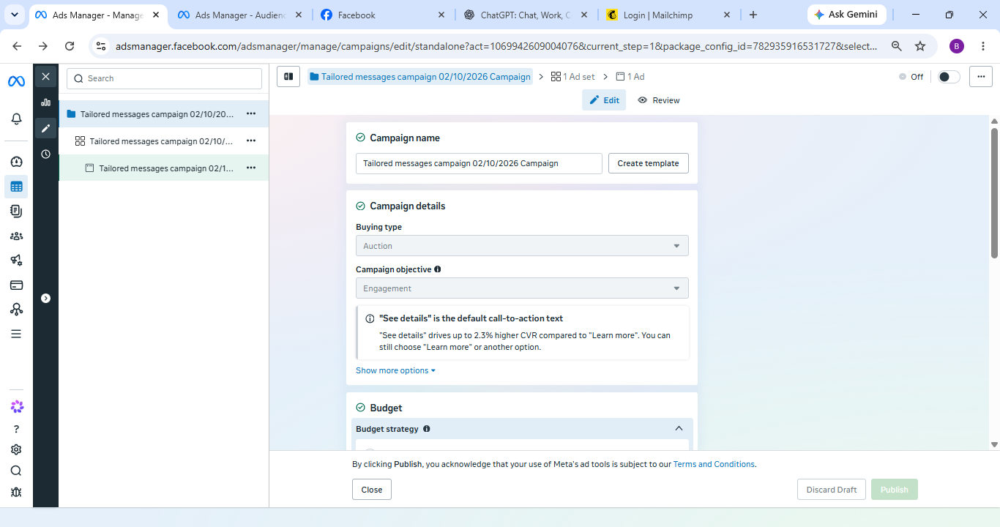 Ads Manager - Manage
Ads Manager - Audien
Facebook
ChatGPT: Chat, Work, C
Login | Mailchimp
Ask Gemini
adsmanager.facebook.com/adsmanager/manage/campaigns/edit/standalone?act=1069942609004076&current_step=1&package_config_id=782935916531727&select...
B
Search
Tailored messages campaign 02/10/2026 Campaign
1 Ad set
1 Ad
Off
Edit
Review
Tailored messages campaign 02/10/20...
Tailored messages campaign 02/10/...
Tailored messages campaign 02/1...
Campaign name
Tailored messages campaign 02/10/2026 Campaign
Create template
Campaign details
Buying type
Auction
Campaign objective
Engagement
"See details" is the default call-to-action text
"See details" drives up to 2.3% higher CVR compared to "Learn more". You can
still choose "Learn more" or another option.
Show more options
Budget
Budget strategy
By clicking Publish, you acknowledge that your use of Meta's ad tools is subject to our Terms and Conditions.
Close
Discard Draft
Publish